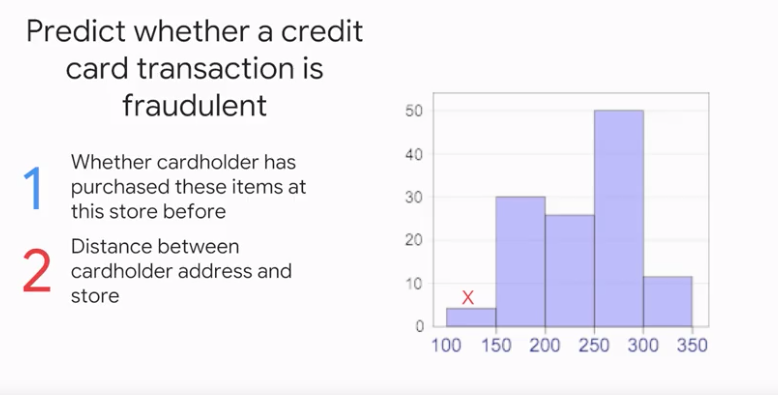 Predict whether a credit
card transaction is
fraudulent
1
Whether cardholder has
purchased these items at
this store before
2
Distance between
cardholder address and
store
50
40
30
20
10
0
X
100 150 200 250 300 350